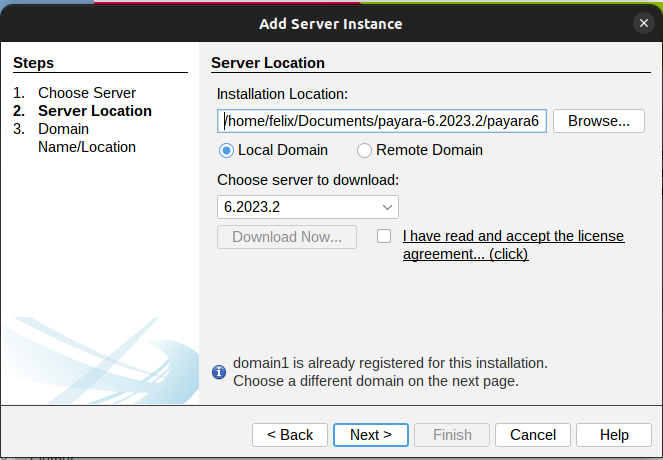 Add Server Instance
Steps
1. Choose Server
2. Server Location
3. Domain
Name/Location
Server Location
Installation Location:
/home/felix/Documents/payara-6.2023.2/payara6
Browse...
Local Domain
Remote Domain
Choose server to download:
6.2023.2
Download Now...
I have read and accept the license
agreement... (click)
domain1 is already registered for this installation.
Choose a different domain on the next page.
< Back
Next >
Finish
Cancel
Help